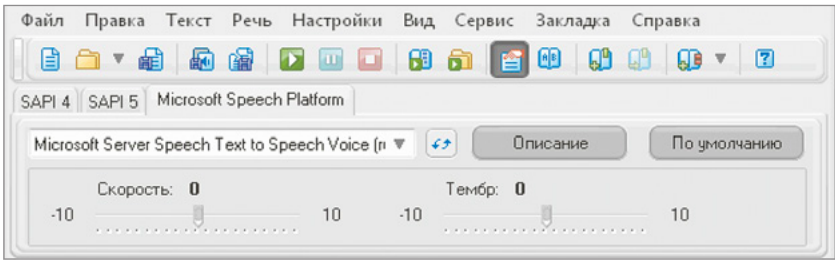 Файл Правка Текст Речь Настройки Вид Сервис Закладка Справка
SAPI 4 SAPI 5 Microsoft Speech Platform
Microsoft Server Speech Text to Speech Voice (r Описание По умолчанию
Скорость: 0 Тембр: 0
-10 10 -10 10